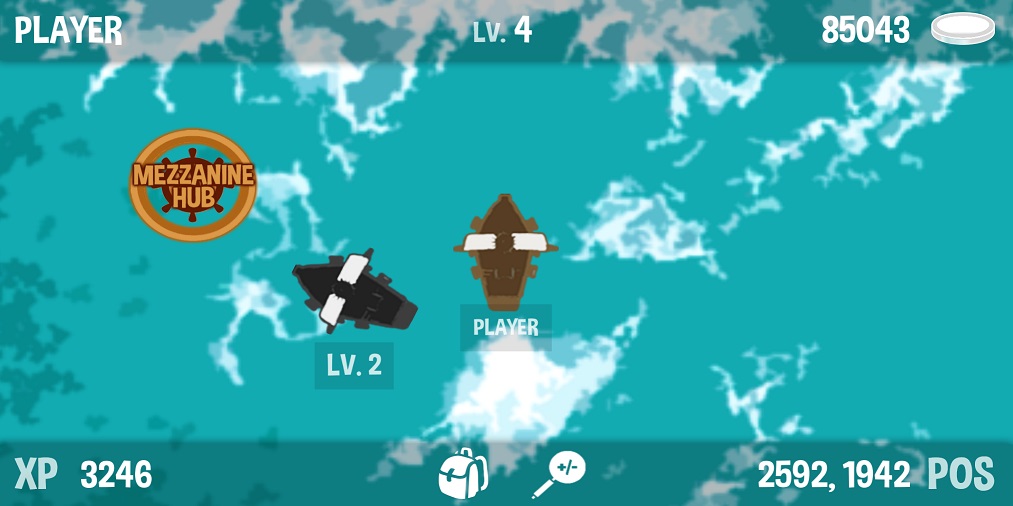 PLAYER
LV. 4
85043
MEZZANINE
HUB
LV. 2
PLAYER
XP 3246
+/-
2592, 1942 POS